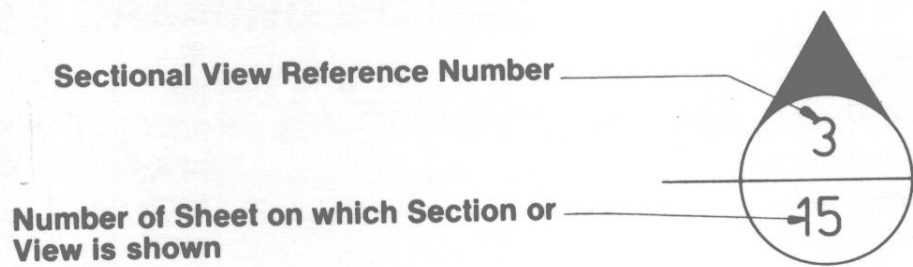 Sectional View Reference Number
3
Number of Sheet on which Section or
View is shown
15